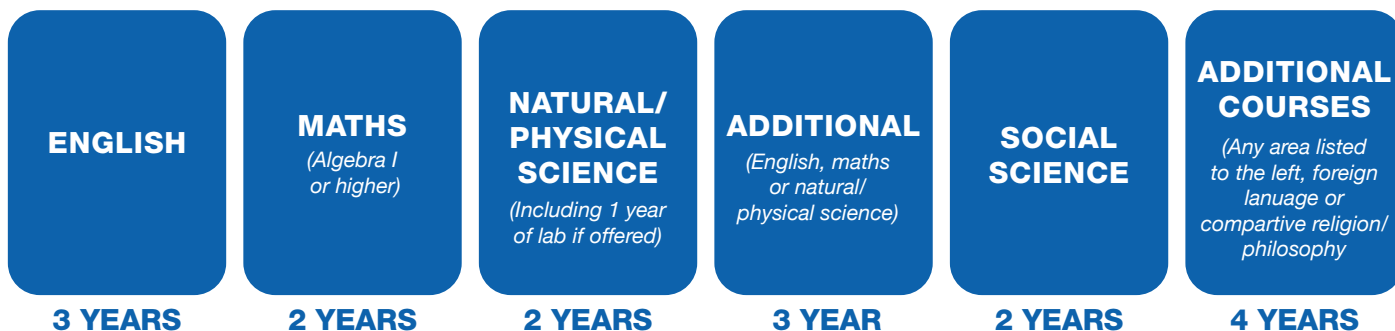 ENGLISH
3 YEARS
MATHS
(Algebra I
or higher)
2 YEARS
NATURAL/
PHYSICAL
SCIENCE
(Including 1 year
of lab if offered)
2 YEARS
ADDITIONAL
(English, maths
or natural/
physical science)
3 YEAR
SOCIAL
SCIENCE
2 YEARS
ADDITIONAL
COURSES
(Any area listed
to the left, foreign
lanuage or
compartive religion/
philosophy
4 YEARS